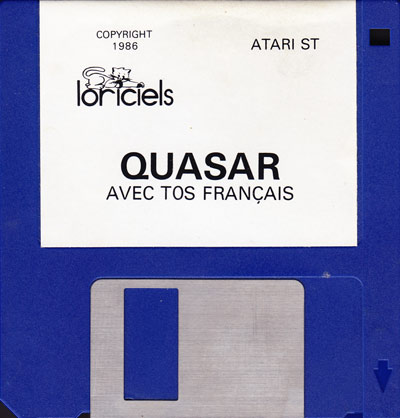 COPYRIGHT
1986
ATARI ST
loriciels
QUASAR
AVEC TOS FRANÇAIS